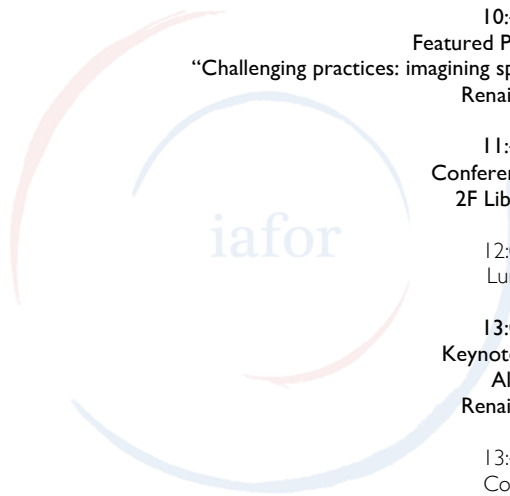 10:
Featured P
“Challenging practices: imagining sp
Renai
11:
Conferen
2F Lib
iafor
12:
Lu
13:
Keynote
Al
Renai
13:
Co